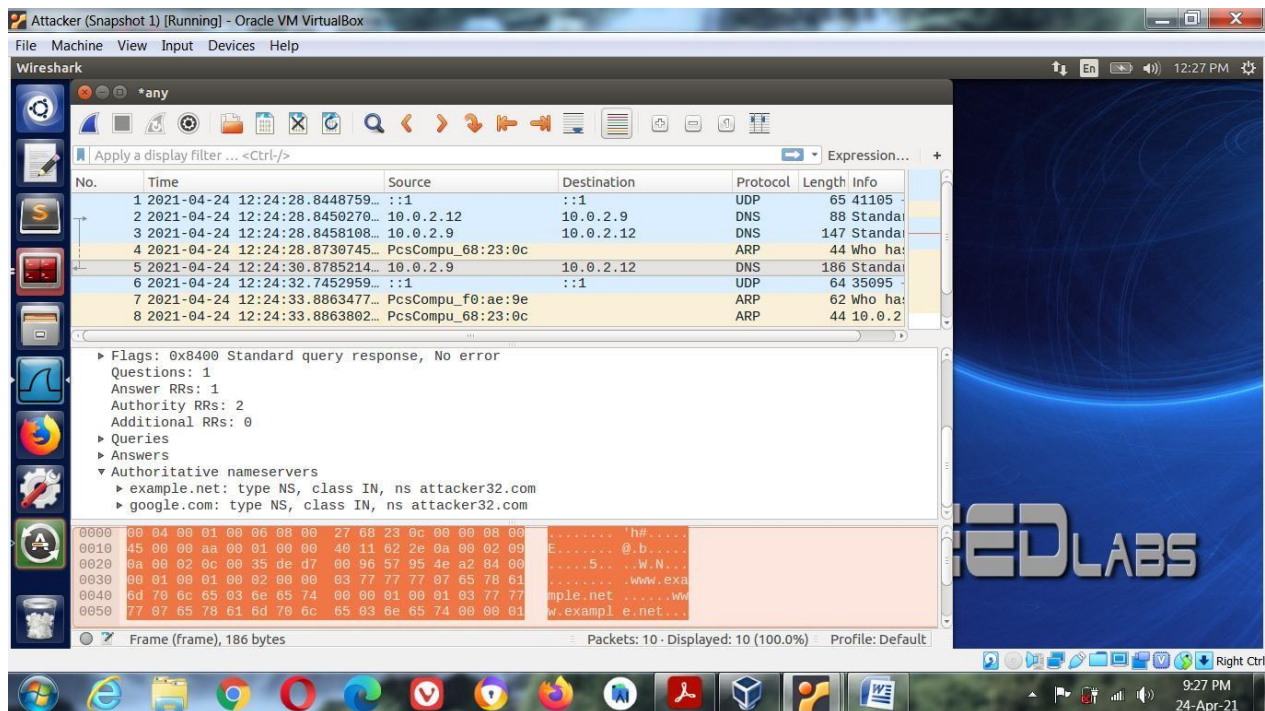 Attacker (Snapshot 1) [Running] - Oracle VM VirtualBox
File Machine View Input Devices Help
Wireshark En 12:27 PM
*any
Apply a display filter ... <Ctrl-/> Expression... +
No. Time Source Destination Protocol Length Info
1 2021-04-24 12:24:28.8448759… ::1 ::1 UDP 65 41105
2 2021-04-24 12:24:28.8450270… 10.0.2.12 10.0.2.9 DNS 88 Standa
3 2021-04-24 12:24:28.8458108… 10.0.2.9 10.0.2.12 DNS 147 Standa
4 2021-04-24 12:24:28.8730745… PcsCompu_68:23:0c ARP 44 Who has
5 2021-04-24 12:24:30.8785214… 10.0.2.9 10.0.2.12 DNS 186 Standa
6 2021-04-24 12:24:32.7452959… ::1 ::1 UDP 64 35095
7 2021-04-24 12:24:33.8863477… PcsCompu_f0:ae:9e ARP 62 Who has
8 2021-04-24 12:24:33.8863802… PcsCompu_68:23:0c ARP 44 10.0.2
Flags: 0x8400 Standard query response, No error
Questions: 1
Answer RRs: 1
Authority RRs: 2
Additional RRs: 0
Queries
Answers
Authoritative nameservers
example.net: type NS, class IN, ns attacker32.com
google.com: type NS, class IN, ns attacker32.com
0000 00 04 00 01 00 06 08 00 27 68 23 0c 00 00 08 00 ........ 'h#.....
0010 45 00 00 aa 00 01 00 00 40 11 62 2e 0a 00 02 09 E....... @.b.....
0020 0a 00 02 0c 00 35 de d7 00 96 57 95 4e a2 84 00 .....5.. ..W.N...
0030 00 01 00 01 00 02 00 00 03 77 77 77 07 65 78 61 ........ .www.exa
0040 6d 70 6c 65 03 6e 65 74 00 00 01 00 01 03 77 77 mple.net ......ww
0050 77 07 65 78 61 6d 70 6c 65 03 6e 65 74 00 00 01 w.exampl e.net...
Frame (frame), 186 bytes Packets: 10 · Displayed: 10 (100.0%) Profile: Default
EEDLABS
Right Ctrl
9:27 PM
24-Apr-21